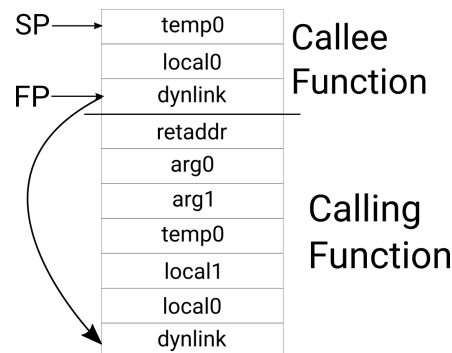 SP
temp0
local0
FP
dynlink
Callee
Function
retaddr
arg0
arg1
temp0
local1
local0
dynlink
Calling
Function